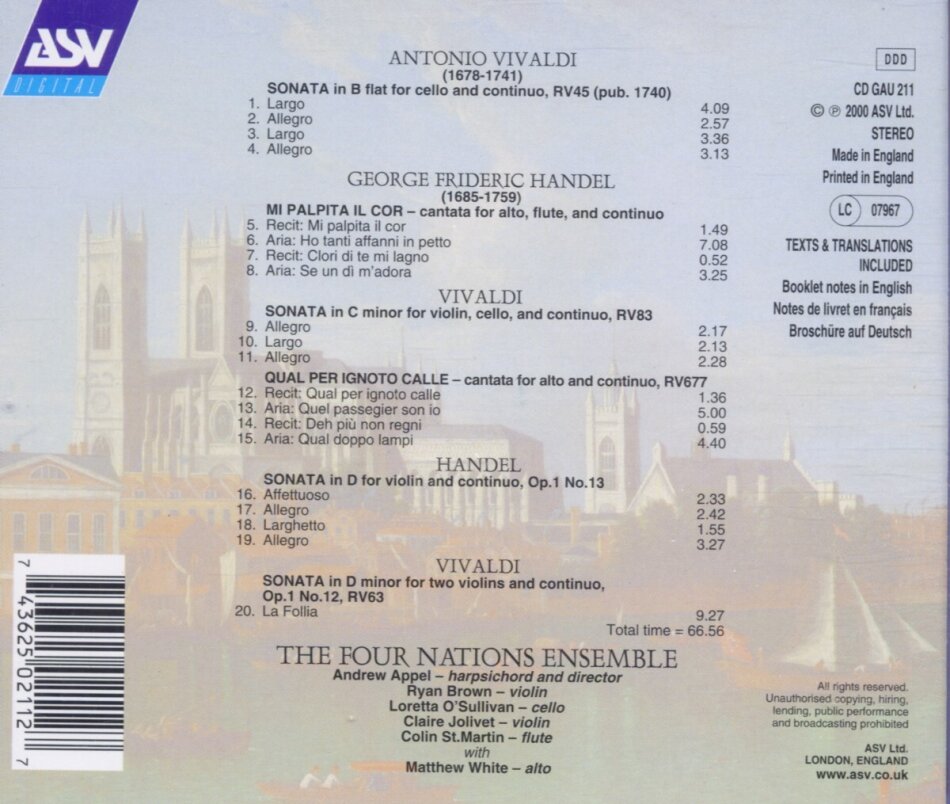 ASV
DIGITAL
ANTONIO VIVALDI
(1678-1741)
SONATA in B flat for cello and continuo, RV45 (pub. 1740)
1. Largo 4.09
2. Allegro 2.57
3. Largo 3.36
4. Allegro 3.13
GEORGE FRIDERIC HANDEL
(1685-1759)
MI PALPITA IL COR – cantata for alto, flute, and continuo
5. Recit: Mi palpita il cor 1.49
6. Aria: Ho tanti affanni in petto 7.08
7. Recit: Clori di te mi lagno 0.52
8. Aria: Se un dì m'adora 3.25
VIVALDI
SONATA in C minor for violin, cello, and continuo, RV83
9. Allegro 2.17
10. Largo 2.13
11. Allegro 2.28
QUAL PER IGNOTO CALLE – cantata for alto and continuo, RV677
12. Recit: Qual per ignoto calle 1.36
13. Aria: Quel passegier son io 5.00
14. Recit: Deh più non regni 0.59
15. Aria: Qual doppo lampi 4.40
HANDEL
SONATA in D for violin and continuo, Op.1 No.13
16. Affettuoso 2.33
17. Allegro 2.42
18. Larghetto 1.55
19. Allegro 3.27
VIVALDI
SONATA in D minor for two violins and continuo,
Op.1 No.12, RV63
20. La Follia 9.27
Total time = 66.56
THE FOUR NATIONS ENSEMBLE
Andrew Appel – harpsichord and director
Ryan Brown – violin
Loretta O'Sullivan – cello
Claire Jolivet – violin
Colin St.Martin – flute
with
Matthew White – alto
DDD
CD GAU 211
© ℗ 2000 ASV Ltd.
STEREO
Made in England
Printed in England
LC 07967
TEXTS & TRANSLATIONS
INCLUDED
Booklet notes in English
Notes de livret en français
Broschüre auf Deutsch
All rights reserved.
Unauthorised copying, hiring,
lending, public performance
and broadcasting prohibited
ASV Ltd.
LONDON, ENGLAND
www.asv.co.uk
7 43625 02112 7